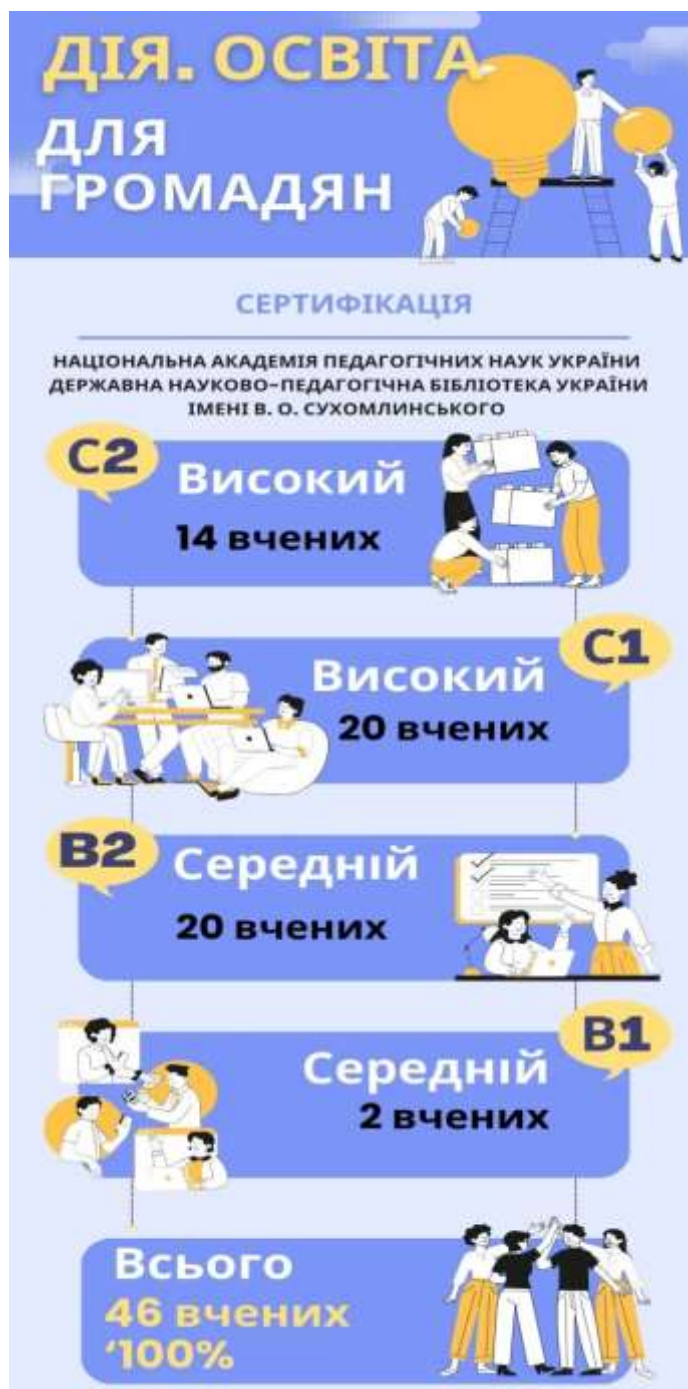 ДІЯ. ОСВІТА
ДЛЯ
ГРОМАДЯН
СЕРТИФІКАЦІЯ
НАЦІОНАЛЬНА АКАДЕМІЯ ПЕДАГОГІЧНИХ НАУК УКРАЇНИ
ДЕРЖАВНА НАУКОВО-ПЕДАГОГІЧНА БІБЛІОТЕКА УКРАЇНИ
ІМЕНІ В. О. СУХОМЛИНСЬКОГО
C2
Високий
14 вчених
C1
Високий
20 вчених
B2
Середній
20 вчених
B1
Середній
2 вчених
Всього
46 вчених
‘100%